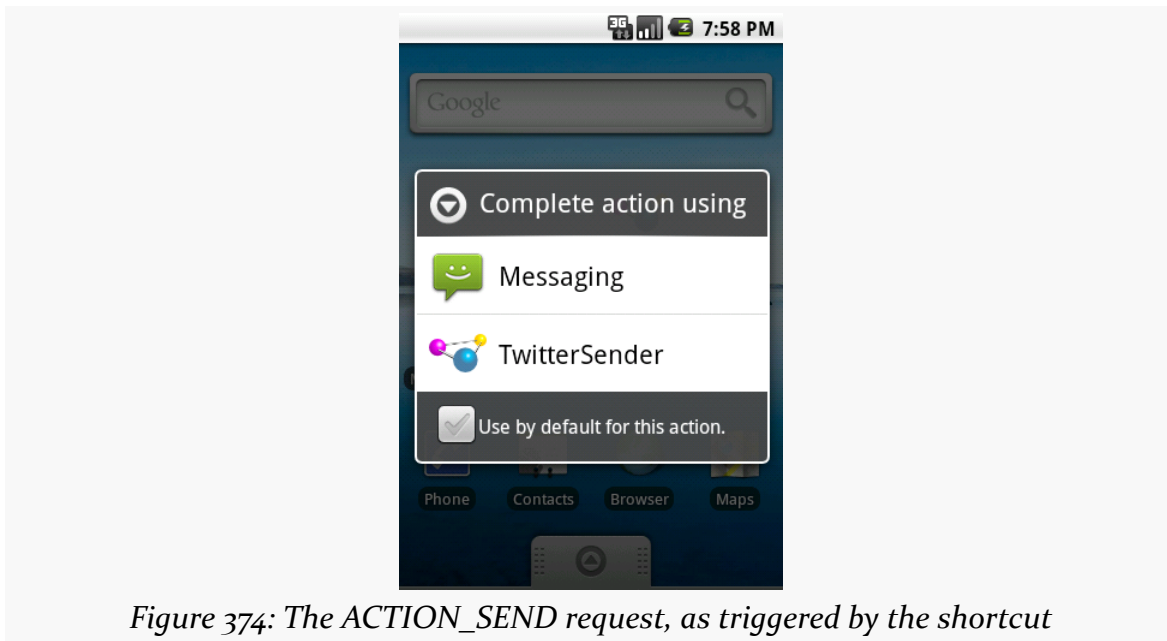 3G 7:58 PM
Google
Complete action using
Messaging
TwitterSender
Use by default for this action.
Phone Contacts Browser Maps
Figure 374: The ACTION_SEND request, as triggered by the shortcut